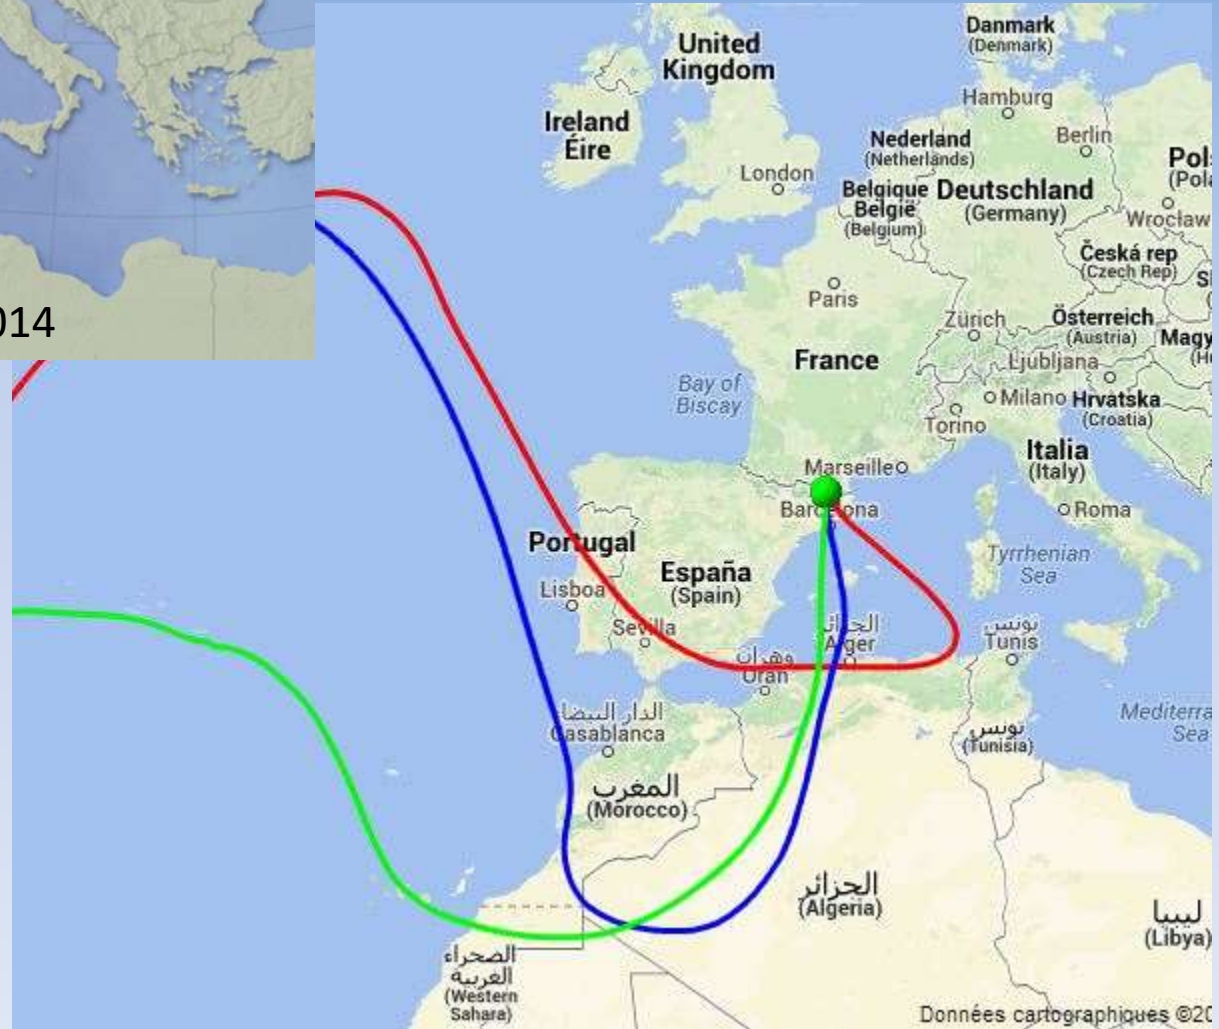 014
Danmark
(Denmark)
United
Kingdom
Ireland
Éire
Hamburg
Berlin
Nederland
(Netherlands)
London
Belgique
België
(Belgium)
Deutschland
(Germany)
Pols
(Pola
Wrocław
Česká rep
(Czech Rep)
Paris
Zürich
Österreich
(Austria)
Magy
France
Ljubljana
Bay of
Biscay
Milano
Hrvatska
(Croatia)
Torino
Italia
(Italy)
Marseille
Barcelona
Roma
Portugal
Tyrrhenian
Sea
España
(Spain)
Lisboa
Sevilla
الجزائر
Alger
تونس
Tunis
وهران
Oran
الدار البيضا
Casablanca
Mediterra
Sea
تونس
(Tunisia)
المغرب
(Morocco)
الجزائر
(Algeria)
ليبيا
(Libya)
الصحراء
الغربية
(Western
Sahara)
Données cartographiques ©20